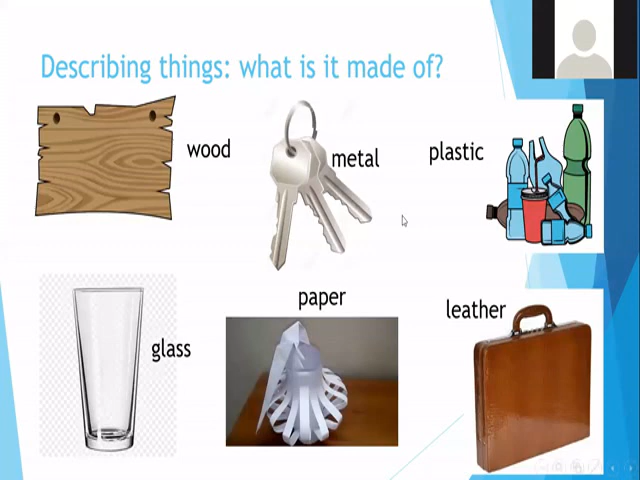 Describing things: what is it made of?
wood
metal
plastic
glass
paper
leather